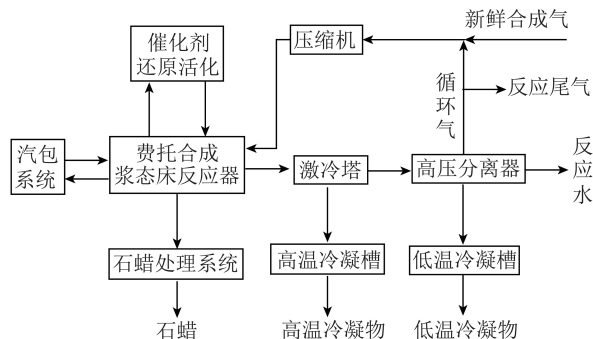 新鲜合成气
催化剂
还原活化
压缩机
循
环
气
反应尾气
汽包
系统
费托合成
浆态床反应器
激冷塔
高压分离器
反
应
水
石蜡处理系统
高温冷凝槽
低温冷凝槽
石蜡
高温冷凝物
低温冷凝物